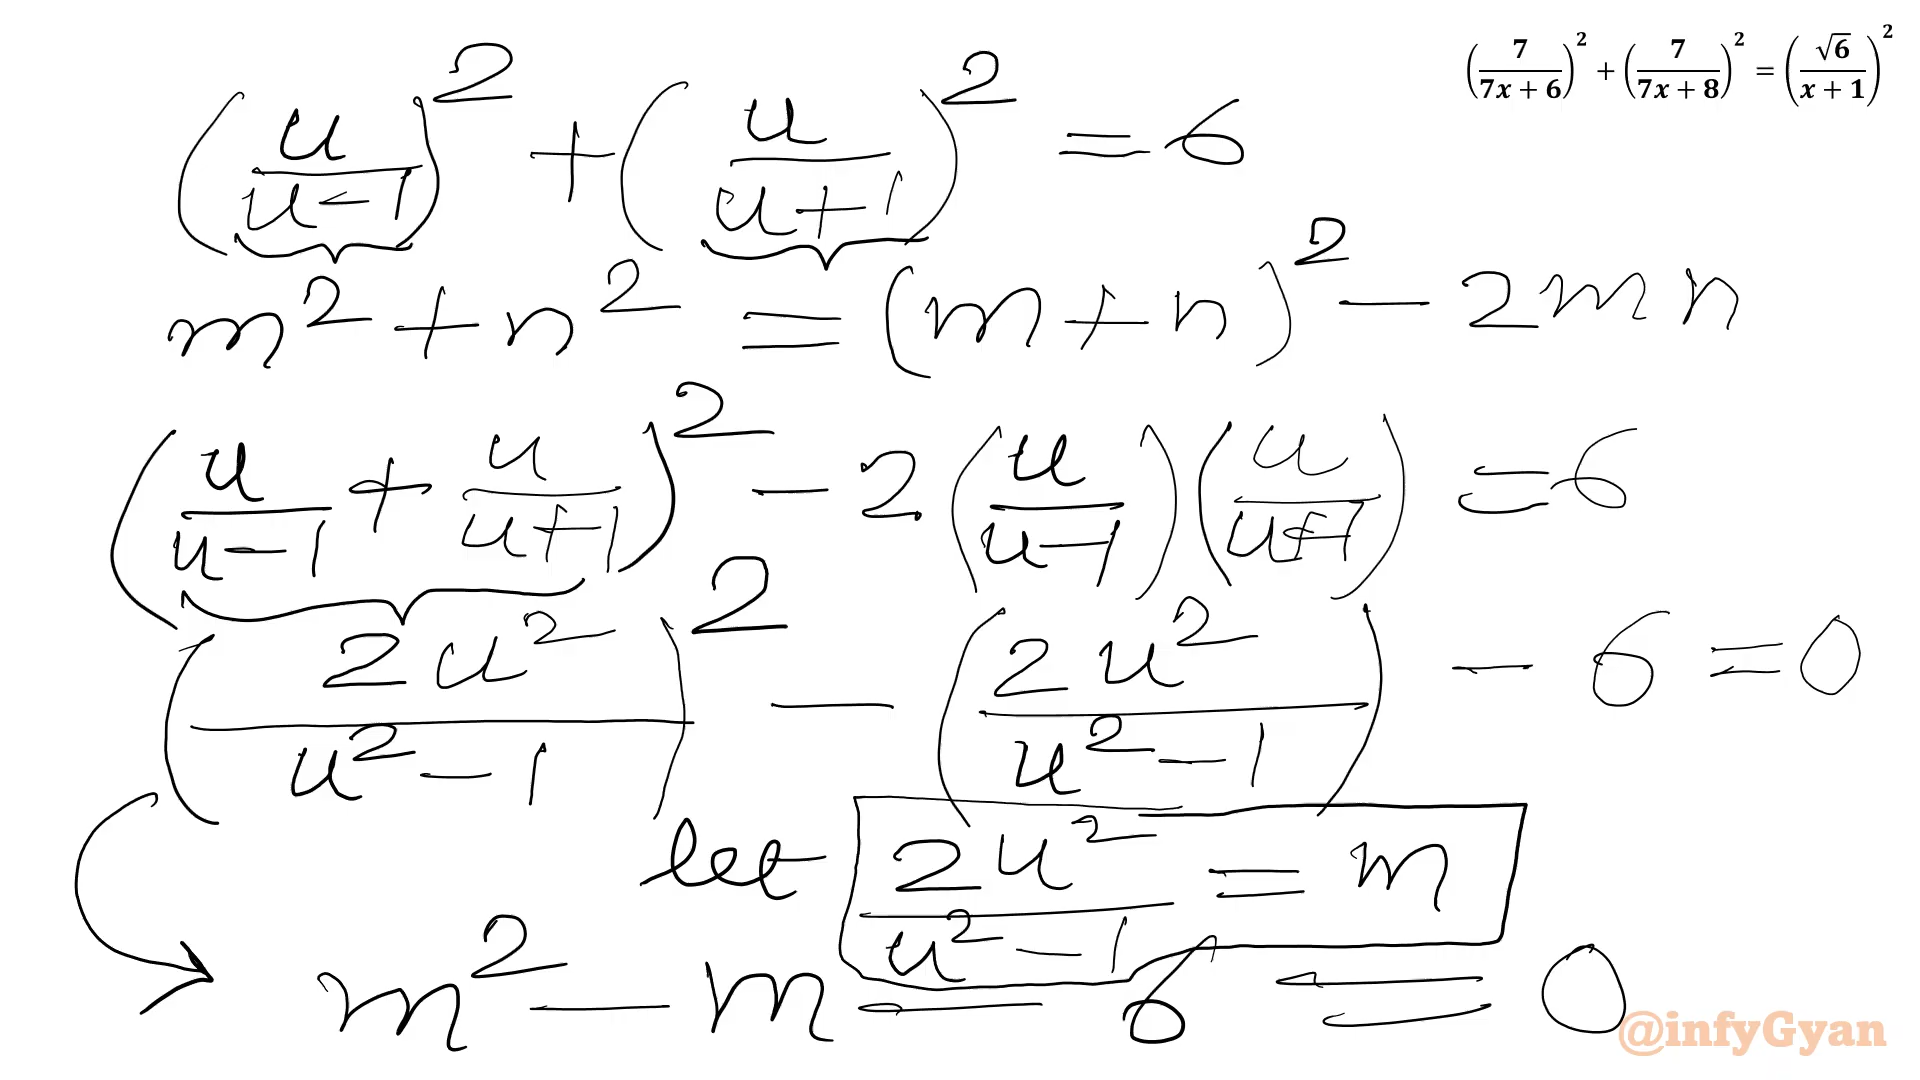 (7/(7x + 6))² + (7/(7x + 8))² = (√6/(x + 1))²
(u/(u-1))² + (u/(u+1))² = 6
m² + n² = (m+n)² - 2mn
(u/(u-1) + u/(u+1))² - 2(u/(u-1))(u/(u+1)) = 6
(2u²/(u²-1))² - (2u²/(u²-1)) - 6 = 0
let 2u²/(u²-1) = m
m² - m - 6 = 0
@infyGyan